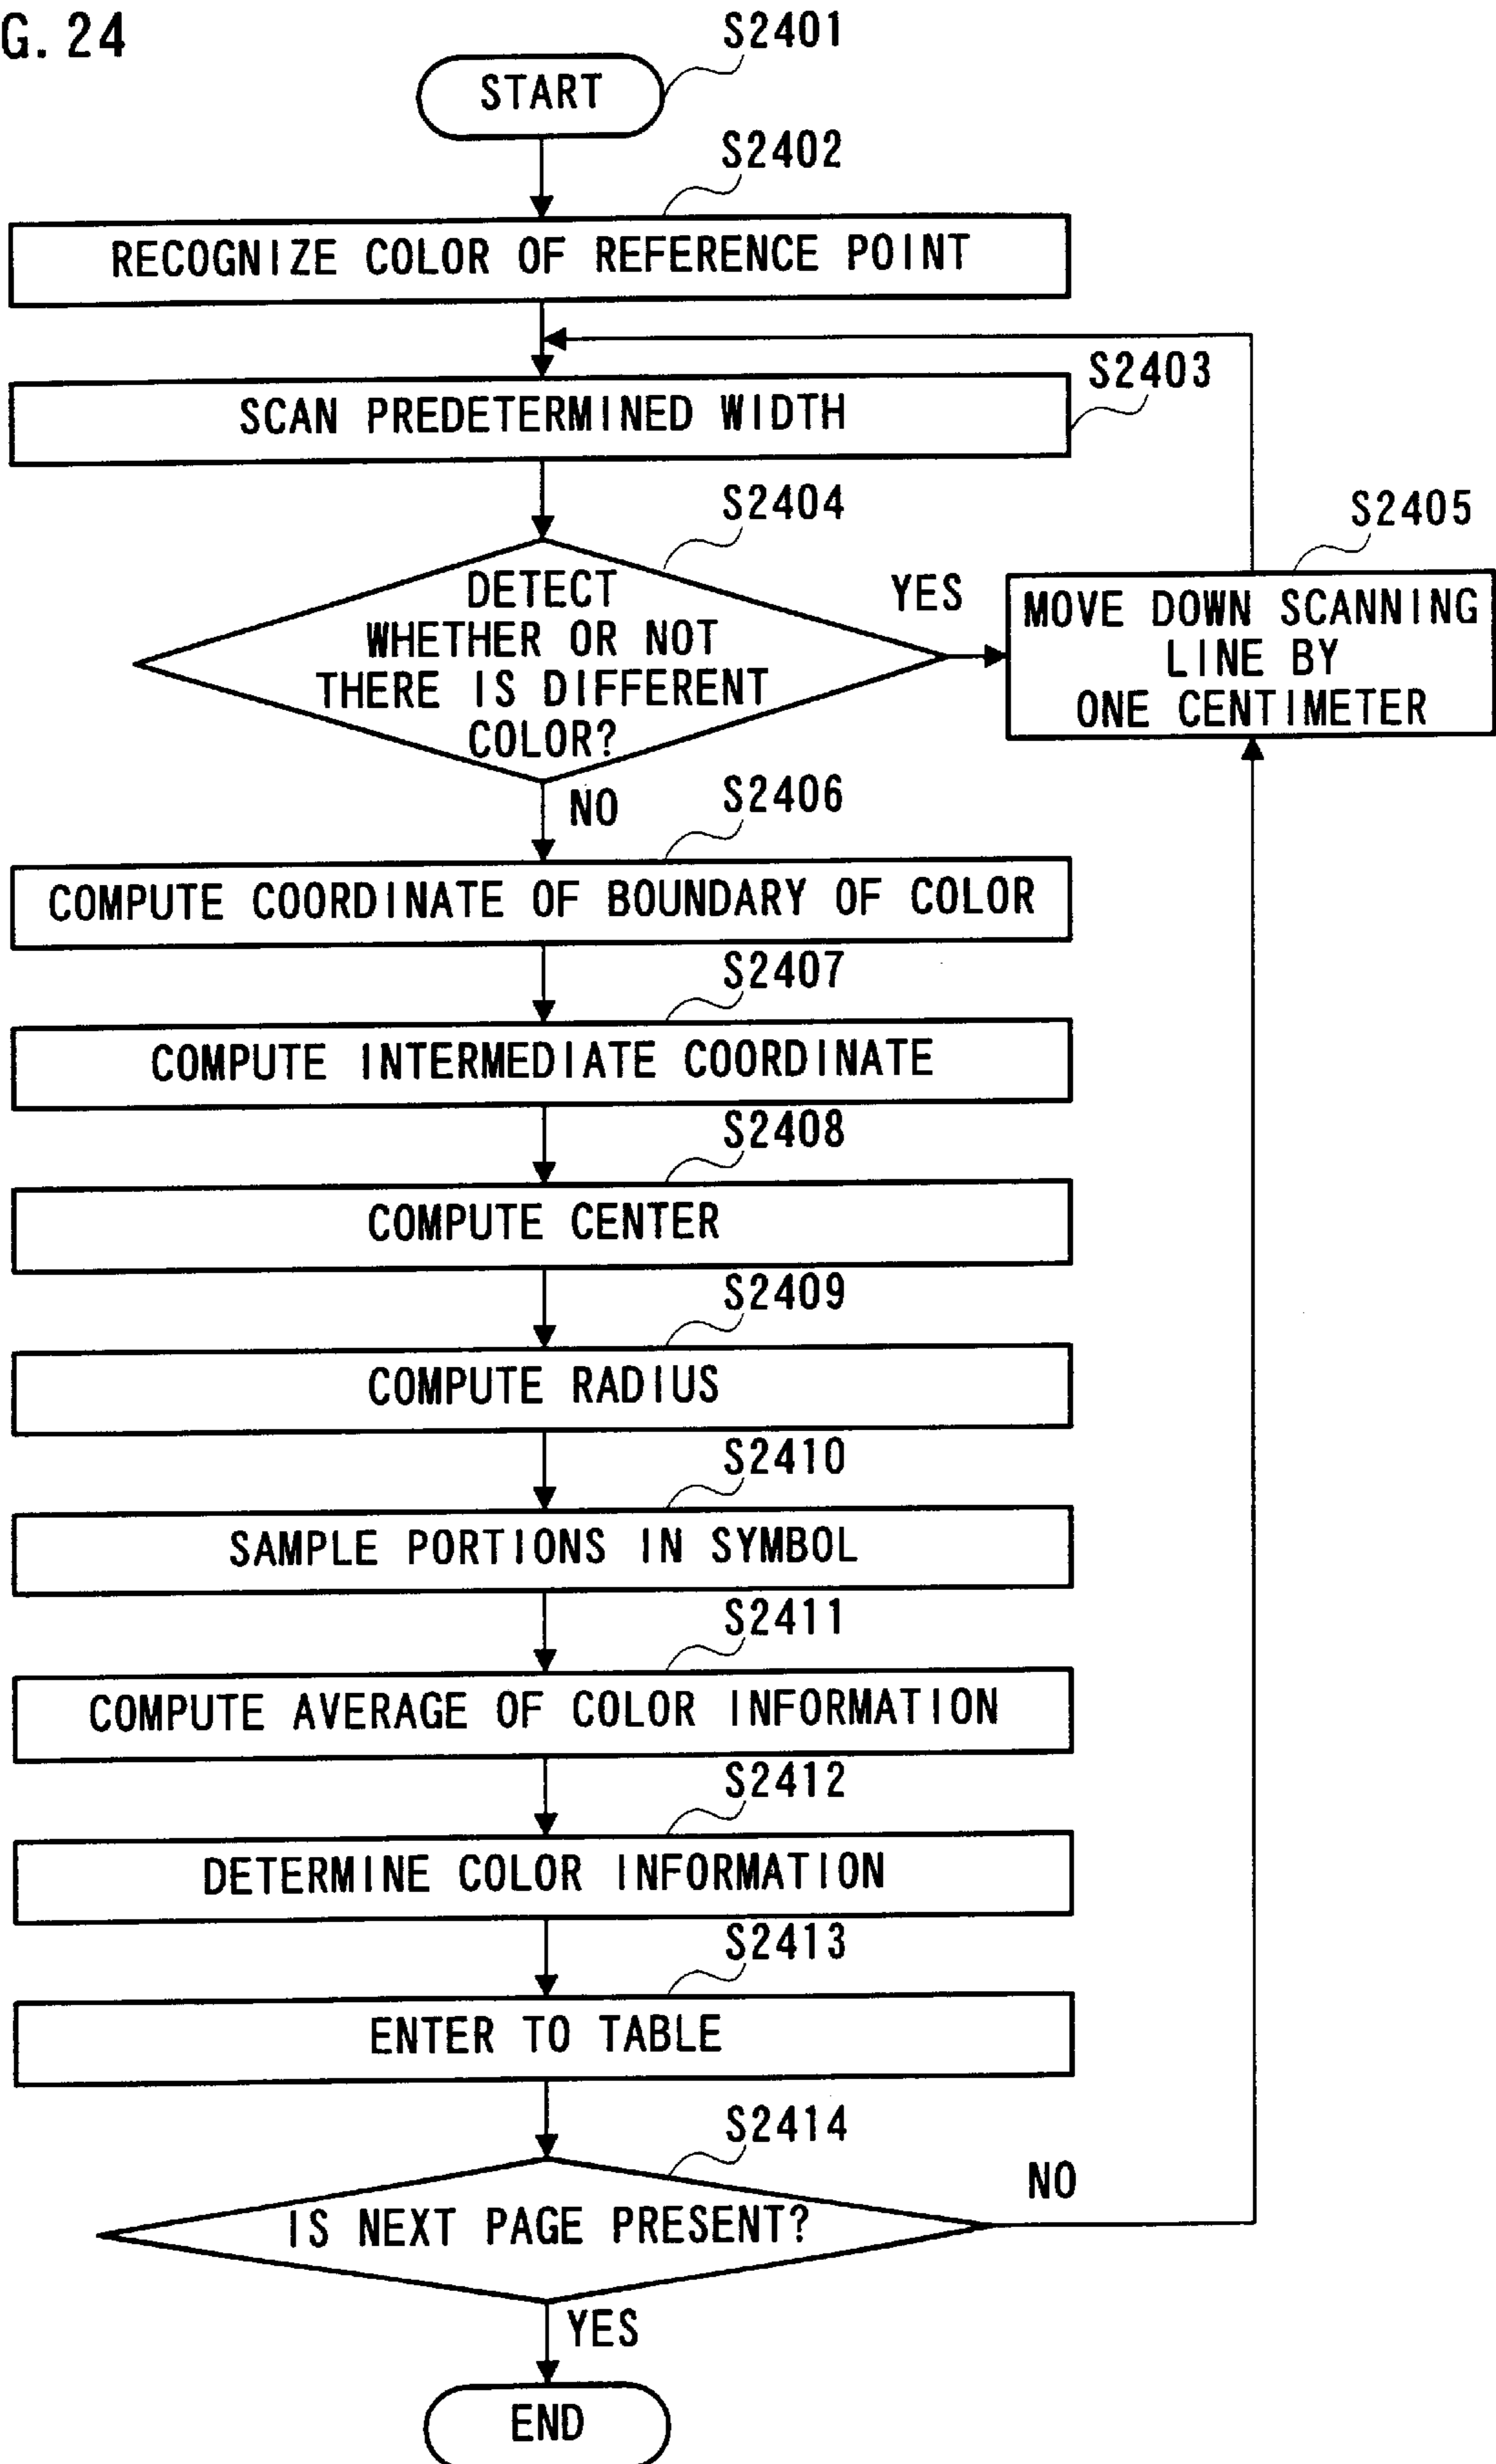 G. 24
S2401
START
S2402
RECOGNIZE COLOR OF REFERENCE POINT
S2403
SCAN PREDETERMINED WIDTH
S2404
DETECT
WHETHER OR NOT
THERE IS DIFFERENT
COLOR?
YES
S2405
MOVE DOWN SCANNING
LINE BY
ONE CENTIMETER
NO
S2406
COMPUTE COORDINATE OF BOUNDARY OF COLOR
S2407
COMPUTE INTERMEDIATE COORDINATE
S2408
COMPUTE CENTER
S2409
COMPUTE RADIUS
S2410
SAMPLE PORTIONS IN SYMBOL
S2411
COMPUTE AVERAGE OF COLOR INFORMATION
S2412
DETERMINE COLOR INFORMATION
S2413
ENTER TO TABLE
S2414
IS NEXT PAGE PRESENT?
NO
YES
END